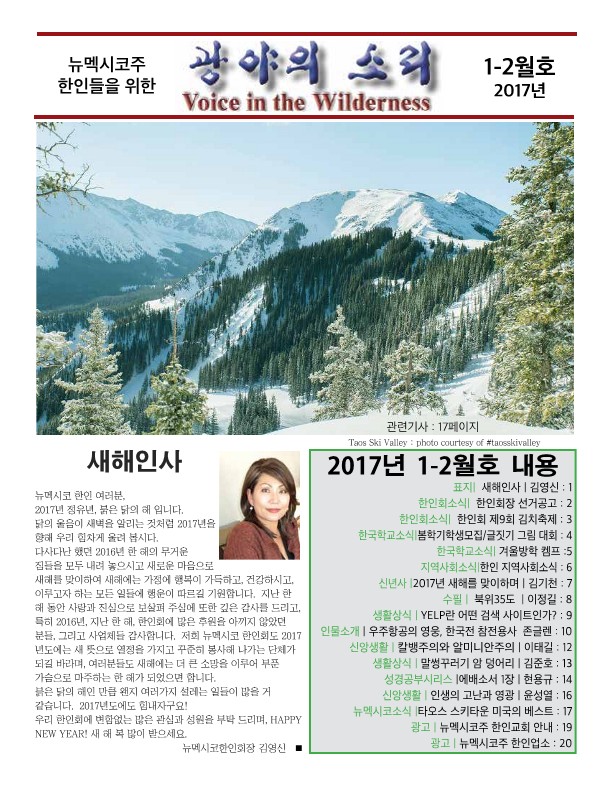 뉴멕시코주
한인들을 위한
광야의 소리
Voice in the Wilderness
1-2월호
2017년
관련기사 : 17페이지
Taos Ski Valley : photo courtesy of #taosskivalley
새해인사
뉴멕시코 한인 여러분,
2017년 정유년, 붉은 닭의 해 입니다.
닭의 울음이 새벽을 알리는 것처럼 2017년을
향해 우리 힘차게 울려 봅시다.
다사다난 했던 2016년 한 해의 무거운
짐들을 모두 내려 놓으시고 새로운 마음으로
새해를 맞이하여 새해에는 가정에 행복이 가득하고, 건강하시고,
이루고자 하는 모든 일들에 행운이 따르길 기원합니다. 지난 한
해 동안 사랑과 진심으로 보살펴 주심에 또한 깊은 감사를 드리고,
특히 2016년, 지난 한 해, 한인회에 많은 후원을 아끼지 않았던
분들, 그리고 사업체들 감사합니다. 저희 뉴멕시코 한인회도 2017
년도에는 새 뜻으로 열정을 가지고 꾸준히 봉사해 나가는 단체가
되길 바라며, 여러분들도 새해에는 더 큰 소망을 이루어 부푼
가슴으로 마주하는 한 해가 되었으면 합니다.
붉은 닭의 해인 만큼 왠지 여러가지 설레는 일들이 많을 거
같습니다. 2017년도에도 힘내자구요!
우리 한인회에 변함없는 많은 관심과 성원을 부탁 드리며, HAPPY
NEW YEAR! 새 해 복 많이 받으세요.
뉴멕시코한인회장 김영신 ■
2017년 1-2월호 내용
표지| 새해인사 | 김영신 : 1
한인회소식| 한인회장 선거공고 : 2
한인회소식| 한인회 제9회 김치축제 : 3
한국학교소식|봄학기학생모집/글짓기 그림 대회 : 4
한국학교소식| 겨울방학 캠프 :5
지역사회소식|한인 지역사회소식 : 6
신년사 |2017년 새해를 맞이하며 | 김기천 : 7
수필 | 북위35도 | 이정길 : 8
생활상식 | YELP란 어떤 검색 사이트인가? : 9
인물소개 | 우주항공의 영웅, 한국전 참전용사 존글렌 : 10
신앙생활 | 칼뱅주의와 알미니안주의 | 이태길 : 12
생활상식 | 말썽꾸러기 암 덩어리 | 김준호 : 13
성경공부시리스 |예배소서 1장 | 현용규 : 14
신앙생활 | 인생의 고난과 영광 | 윤성열 : 16
뉴멕시코소식 |타오스 스키타운 미국의 베스트 : 17
광고 | 뉴멕시코주 한인교회 안내 : 19
광고 | 뉴멕시코주 한인업소 : 20